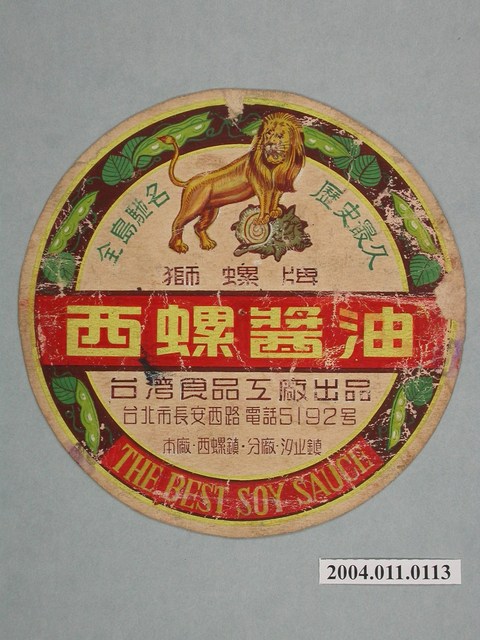 全島馳名
歷史最久
獅螺牌
西螺醬油
台灣食品工廠出品
台北市長安西路電話5192号
本廠·西螺鎮·分廠·汐止鎮
THE BEST SOY SAUCE
2004.011.0113